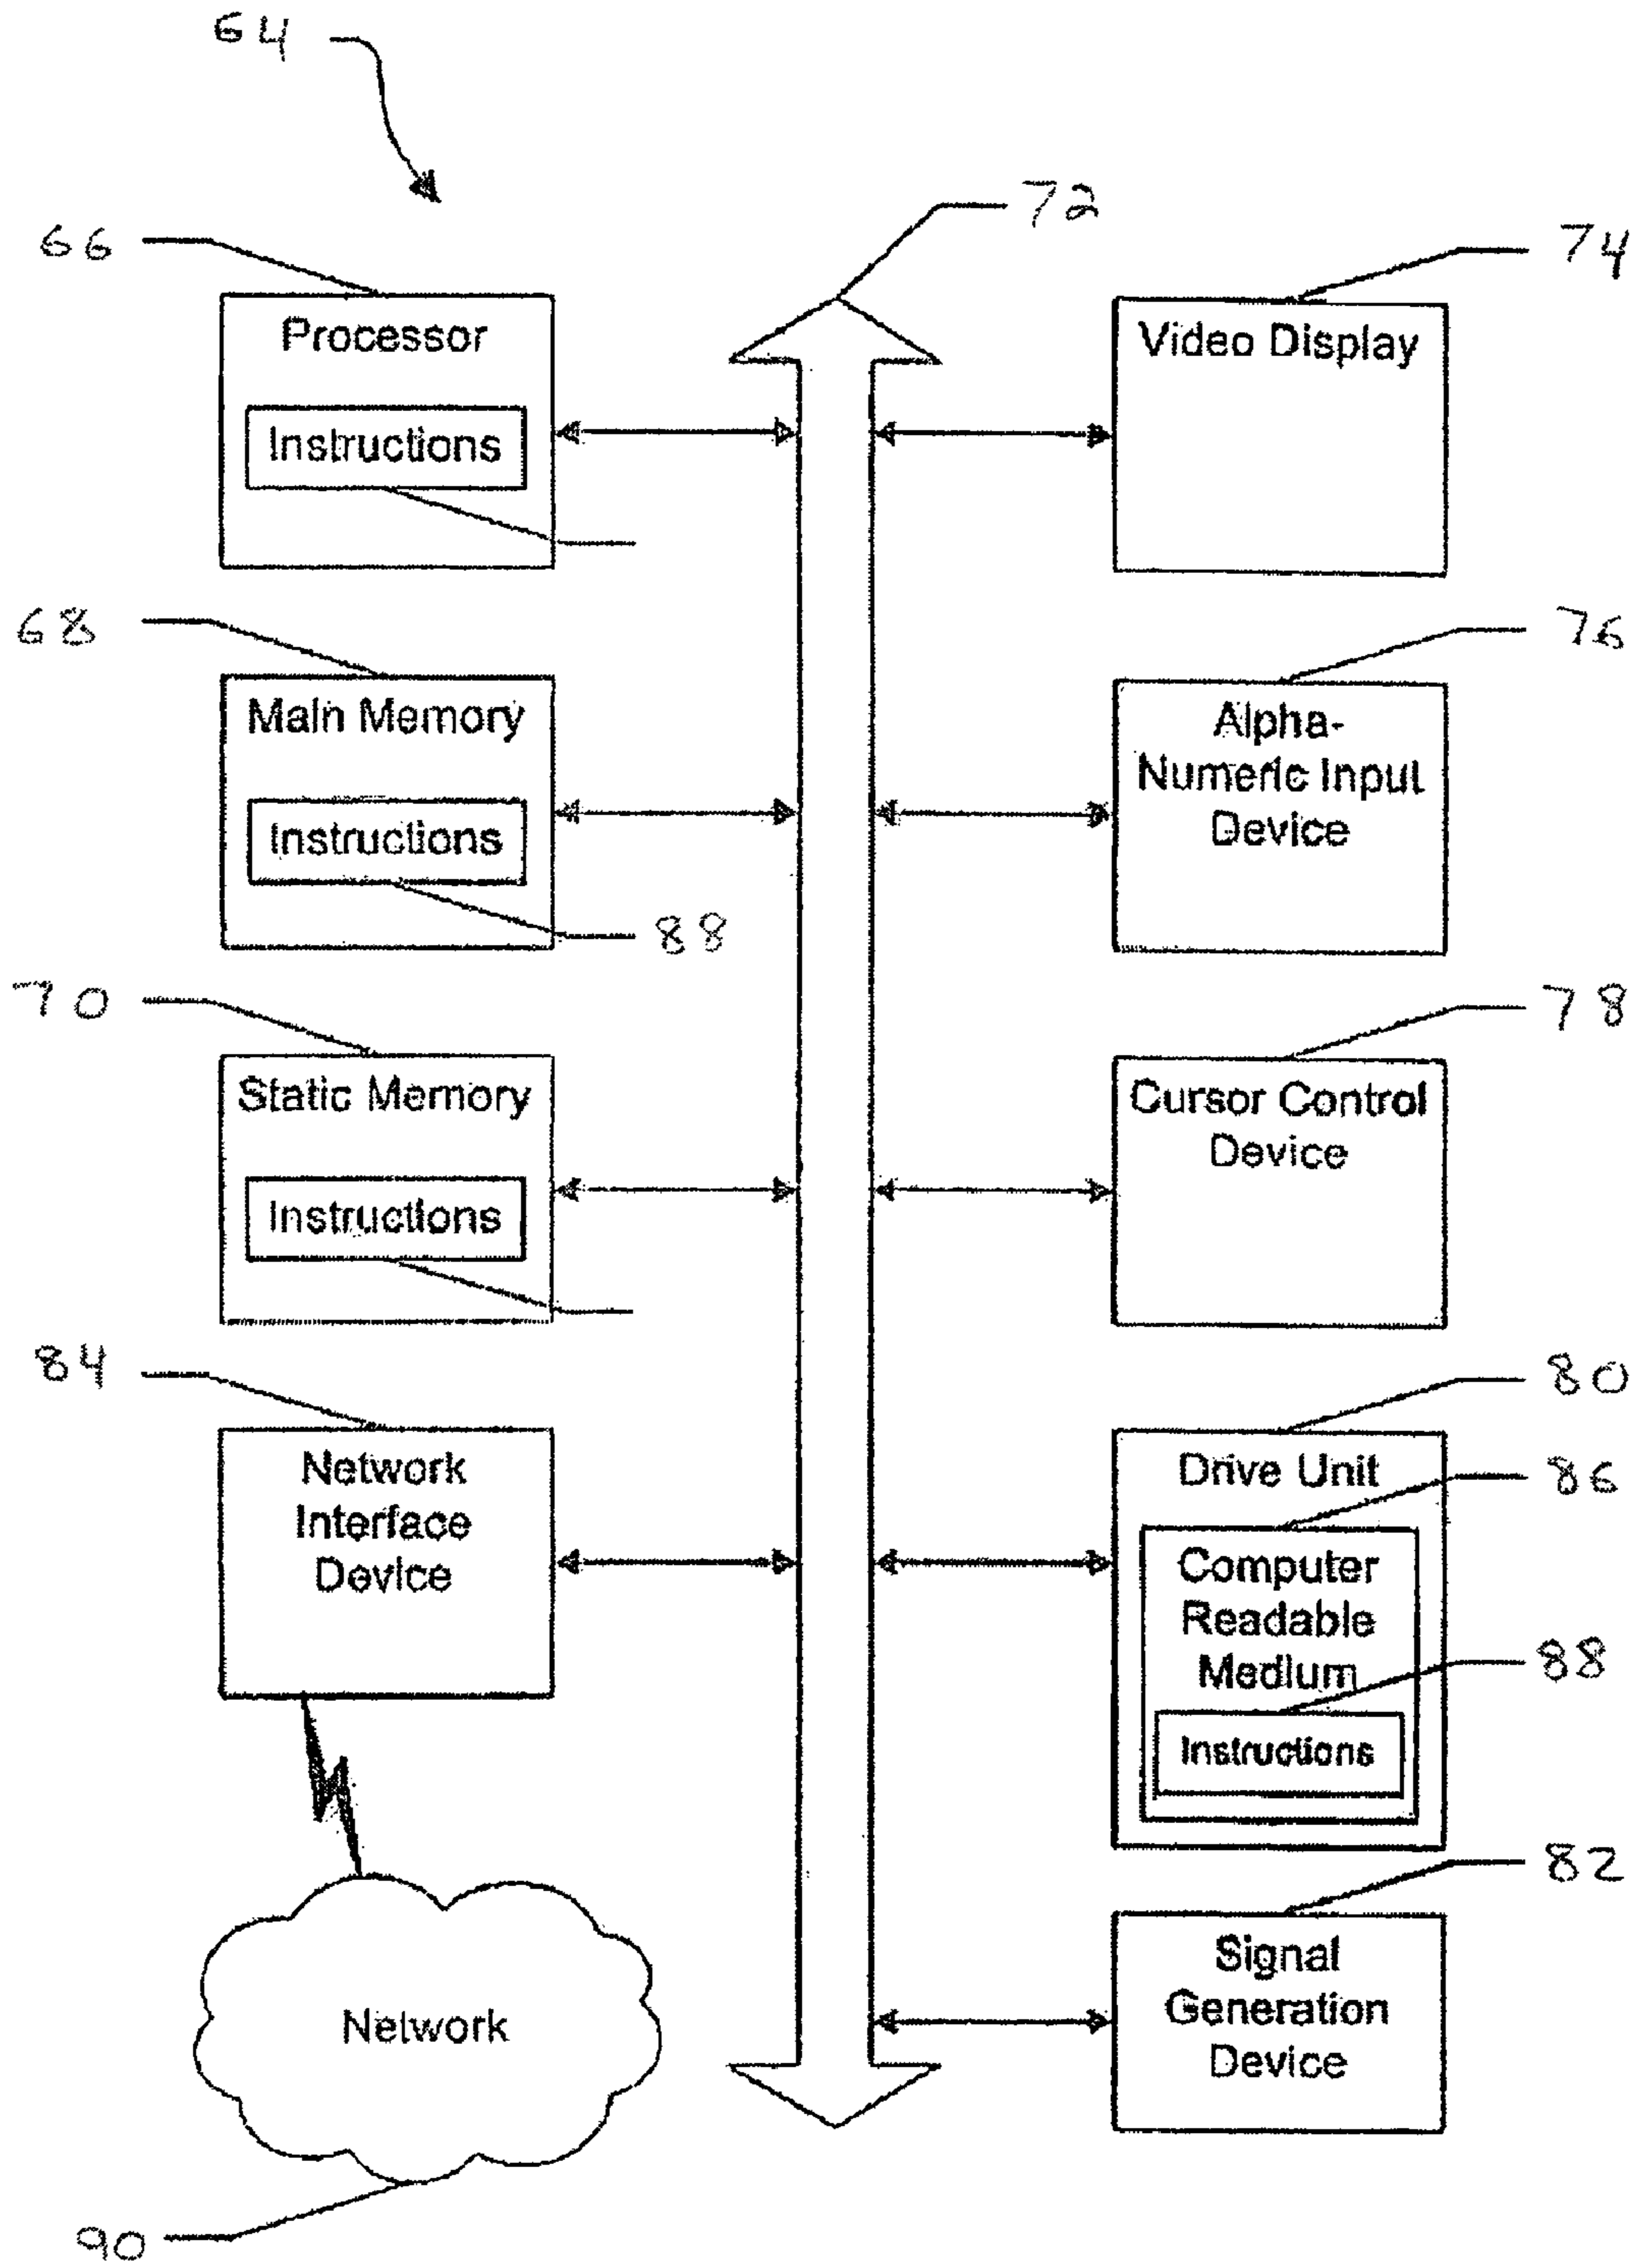 64
72
66
Processor
Instructions
74
Video Display
68
Main Memory
Instructions
88
76
Alpha-
Numeric Input
Device
70
Static Memory
Instructions
78
Cursor Control
Device
84
Network
Interface
Device
80
Drive Unit
86
Computer
Readable
Medium
88
Instructions
82
Signal
Generation
Device
Network
90